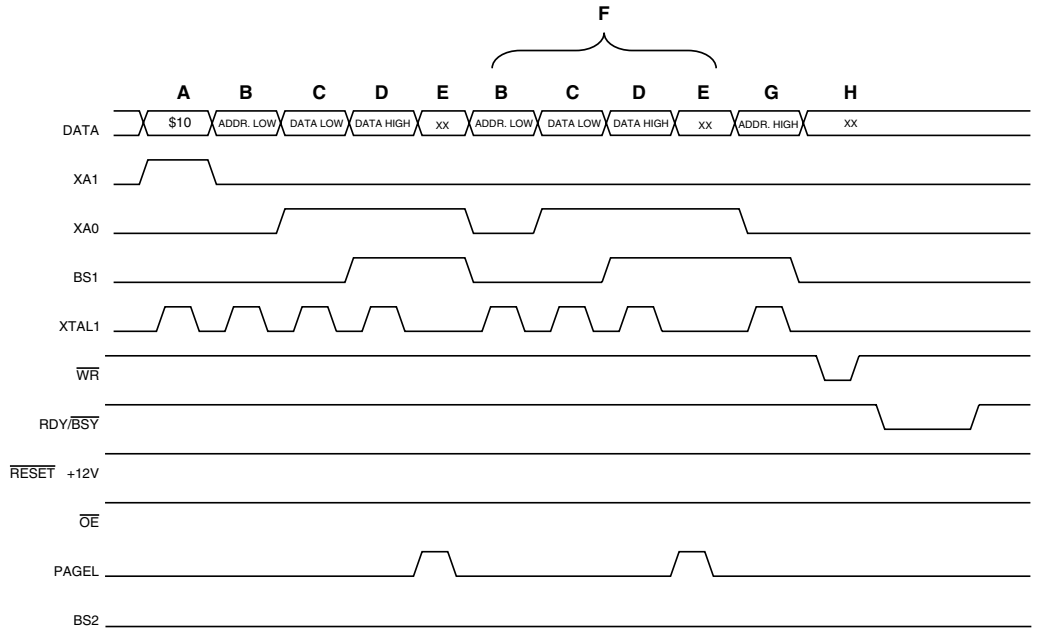 F
A B C D E B C D E G H
DATA $10 ADDR. LOW DATA LOW DATA HIGH XX ADDR. LOW DATA LOW DATA HIGH XX ADDR. HIGH XX
XA1
XA0
BS1
XTAL1
WR
RDY/BSY
RESET +12V
OE
PAGEL
BS2